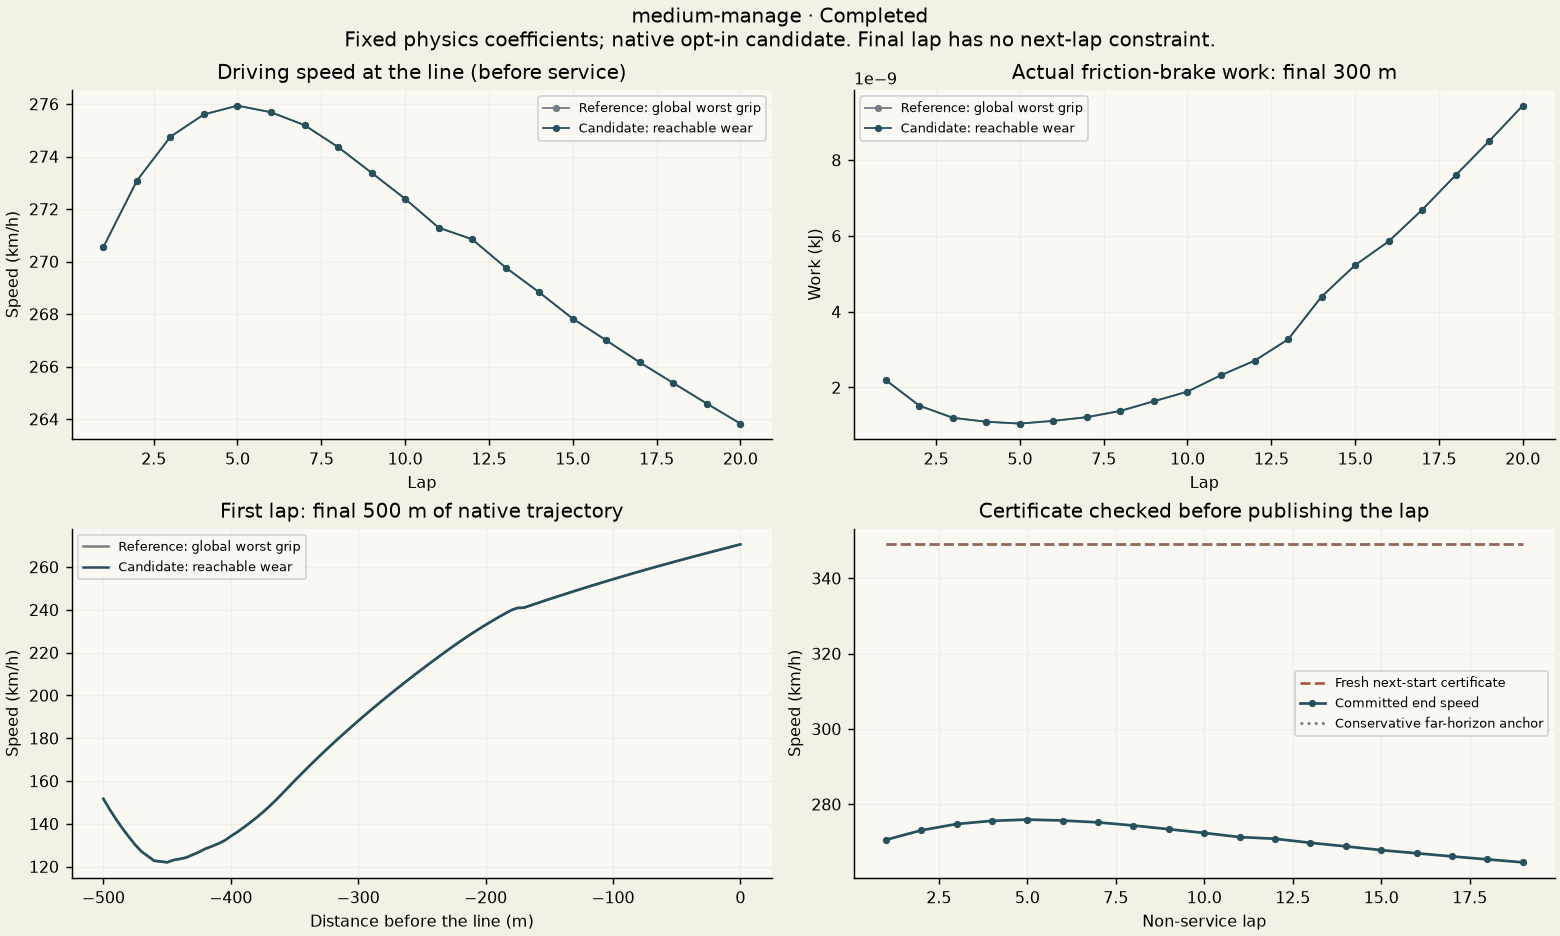 medium-manage · Completed
Fixed physics coefficients; native opt-in candidate. Final lap has no next-lap constraint.
Driving speed at the line (before service)
Reference: global worst grip
Candidate: reachable wear
276
274
272
270
268
266
264
Speed (km/h)
2.5 5.0 7.5 10.0 12.5 15.0 17.5 20.0
Lap
Actual friction-brake work: final 300 m
1e−9
Reference: global worst grip
Candidate: reachable wear
8
6
4
2
Work (kJ)
2.5 5.0 7.5 10.0 12.5 15.0 17.5 20.0
Lap
First lap: final 500 m of native trajectory
Reference: global worst grip
Candidate: reachable wear
260
240
220
200
180
160
140
120
Speed (km/h)
−500 −400 −300 −200 −100 0
Distance before the line (m)
Certificate checked before publishing the lap
340
320
300
280
Speed (km/h)
Fresh next-start certificate
Committed end speed
Conservative far-horizon anchor
2.5 5.0 7.5 10.0 12.5 15.0 17.5
Non-service lap